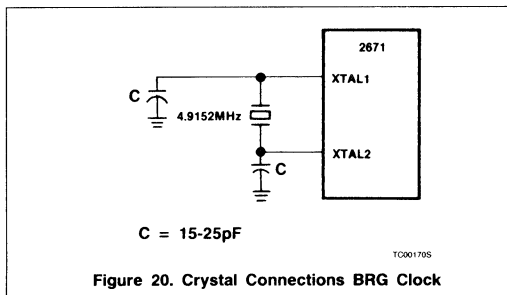 2671
XTAL1
C
4.9152MHz
XTAL2
C
C = 15-25pF
TC00170S
Figure 20. Crystal Connections BRG Clock